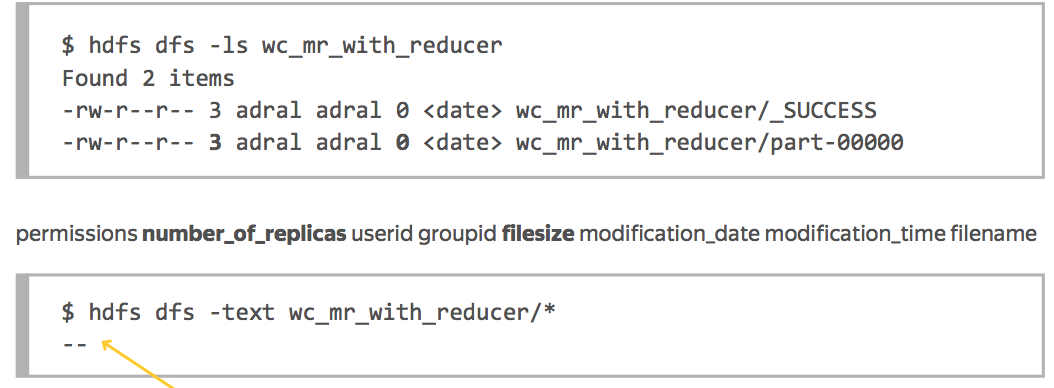 $ hdfs dfs -ls wc_mr_with_reducer
Found 2 items
-rw-r--r-- 3 adral adral 0 <date> wc_mr_with_reducer/_SUCCESS
-rw-r--r-- 3 adral adral 0 <date> wc_mr_with_reducer/part-00000
permissions number_of_replicas userid groupid filesize modification_date modification_time filename
$ hdfs dfs -text wc_mr_with_reducer/*
--